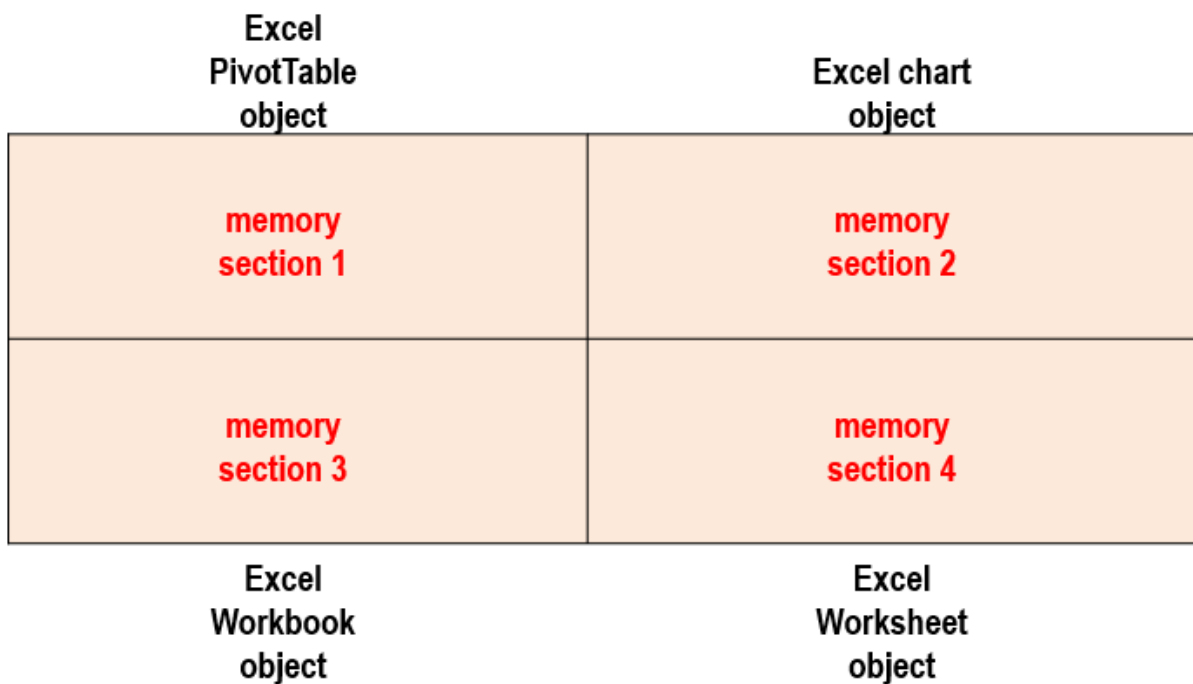 Excel
PivotTable
object
Excel chart
object
memory
section 1
memory
section 2
memory
section 3
memory
section 4
Excel
Workbook
object
Excel
Worksheet
object